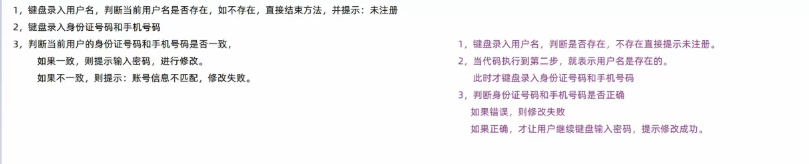 1，键盘录入用户名，判断当前用户名是否存在，如不存在，直接结束方法，并提示：未注册
2，键盘录入身份证号码和手机号码
3，判断当前用户的身份证号码和手机号码是否一致，
如果一致，则提示输入密码，进行修改。
如果不一致，则提示：账号信息不匹配，修改失败。
1，键盘录入用户名，判断是否存在，不存在直接提示未注册。
2，当代码执行到第二步，就表示用户名是存在的。
此时才键盘录入身份证号码和手机号码
3，判断身份证号码和手机号码是否正确
如果错误，则修改失败
如果正确，才让用户继续键盘输入密码，提示修改成功。